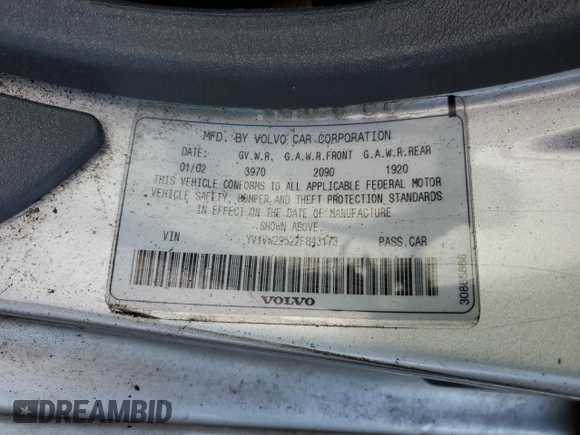 MFD. BY VOLVO CAR CORPORATION
DATE: GV.W.R. G.A.W.R.FRONT G.A.W.R.REAR
01/02 3970 2090 1920
THIS VEHICLE CONFORMS TO ALL APPLICABLE FEDERAL MOTOR
VEHICLE SAFETY, BUMPER, AND THEFT PROTECTION STANDARDS
IN EFFECT ON THE DATE OF MANUFACTURE
SHOWN ABOVE.
VIN YV1VW29522F843173 PASS.CAR
VOLVO
DREAMBID